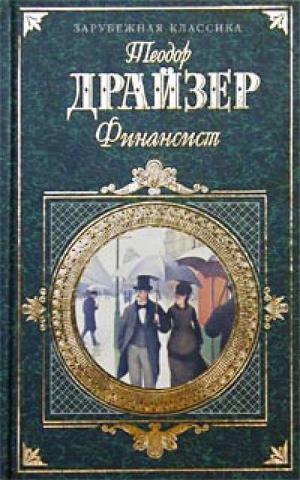 ЗАРУБЕЖНАЯ КЛАССИКА
Теодор
ДРАЙЗЕР
Финансист